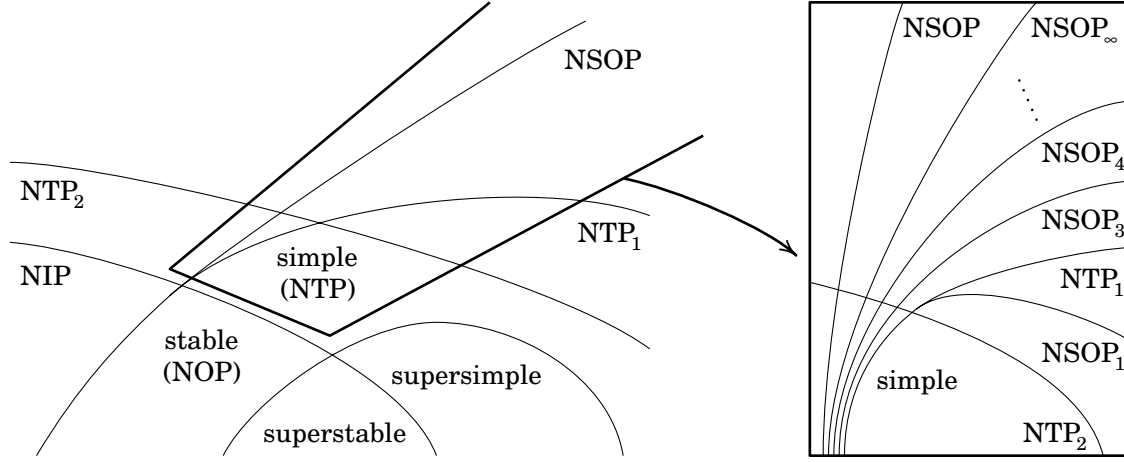 NSOP
NTP₂
NTP₁
simple
(NTP)
NIP
stable
(NOP)
supersimple
superstable
NSOP
NSOP∞
NSOP₄
NSOP₃
NTP₁
NSOP₁
simple
NTP₂